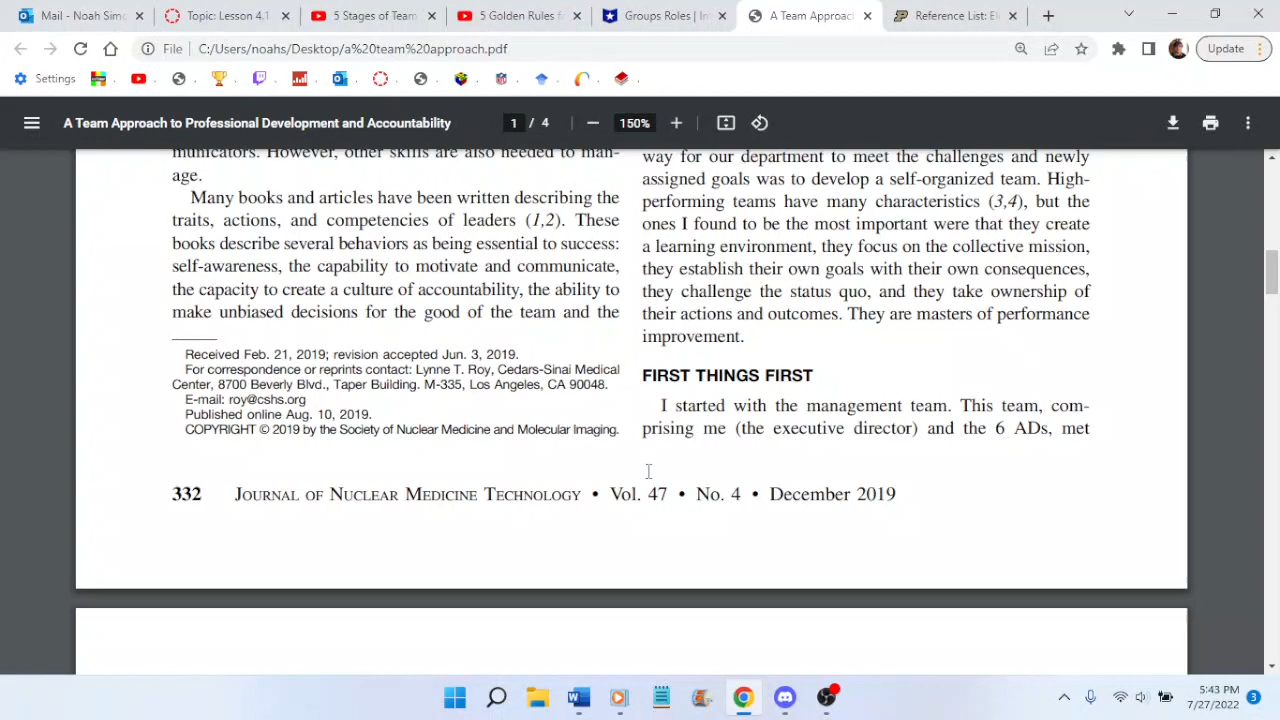 Mail - Noah Simo
Topic: Lesson 4.1
5 Stages of Team
5 Golden Rules fr
Groups Roles | In
A Team Approac
Reference List: El
File
C:/Users/noahs/Desktop/a%20team%20approach.pdf
Update
Settings
A Team Approach to Professional Development and Accountability
1 / 4
150%
municators. However, other skills are also needed to man-
age.
Many books and articles have been written describing the
traits, actions, and competencies of leaders (1,2). These
books describe several behaviors as being essential to success:
self-awareness, the capability to motivate and communicate,
the capacity to create a culture of accountability, the ability to
make unbiased decisions for the good of the team and the
Received Feb. 21, 2019; revision accepted Jun. 3, 2019.
For correspondence or reprints contact: Lynne T. Roy, Cedars-Sinai Medical
Center, 8700 Beverly Blvd., Taper Building. M-335, Los Angeles, CA 90048.
E-mail: roy@cshs.org
Published online Aug. 10, 2019.
COPYRIGHT © 2019 by the Society of Nuclear Medicine and Molecular Imaging.
way for our department to meet the challenges and newly
assigned goals was to develop a self-organized team. High-
performing teams have many characteristics (3,4), but the
ones I found to be the most important were that they create
a learning environment, they focus on the collective mission,
they establish their own goals with their own consequences,
they challenge the status quo, and they take ownership of
their actions and outcomes. They are masters of performance
improvement.
FIRST THINGS FIRST
I started with the management team. This team, com-
prising me (the executive director) and the 6 ADs, met
332 JOURNAL OF NUCLEAR MEDICINE TECHNOLOGY • Vol. 47 • No. 4 • December 2019
5:43 PM
7/27/2022
3